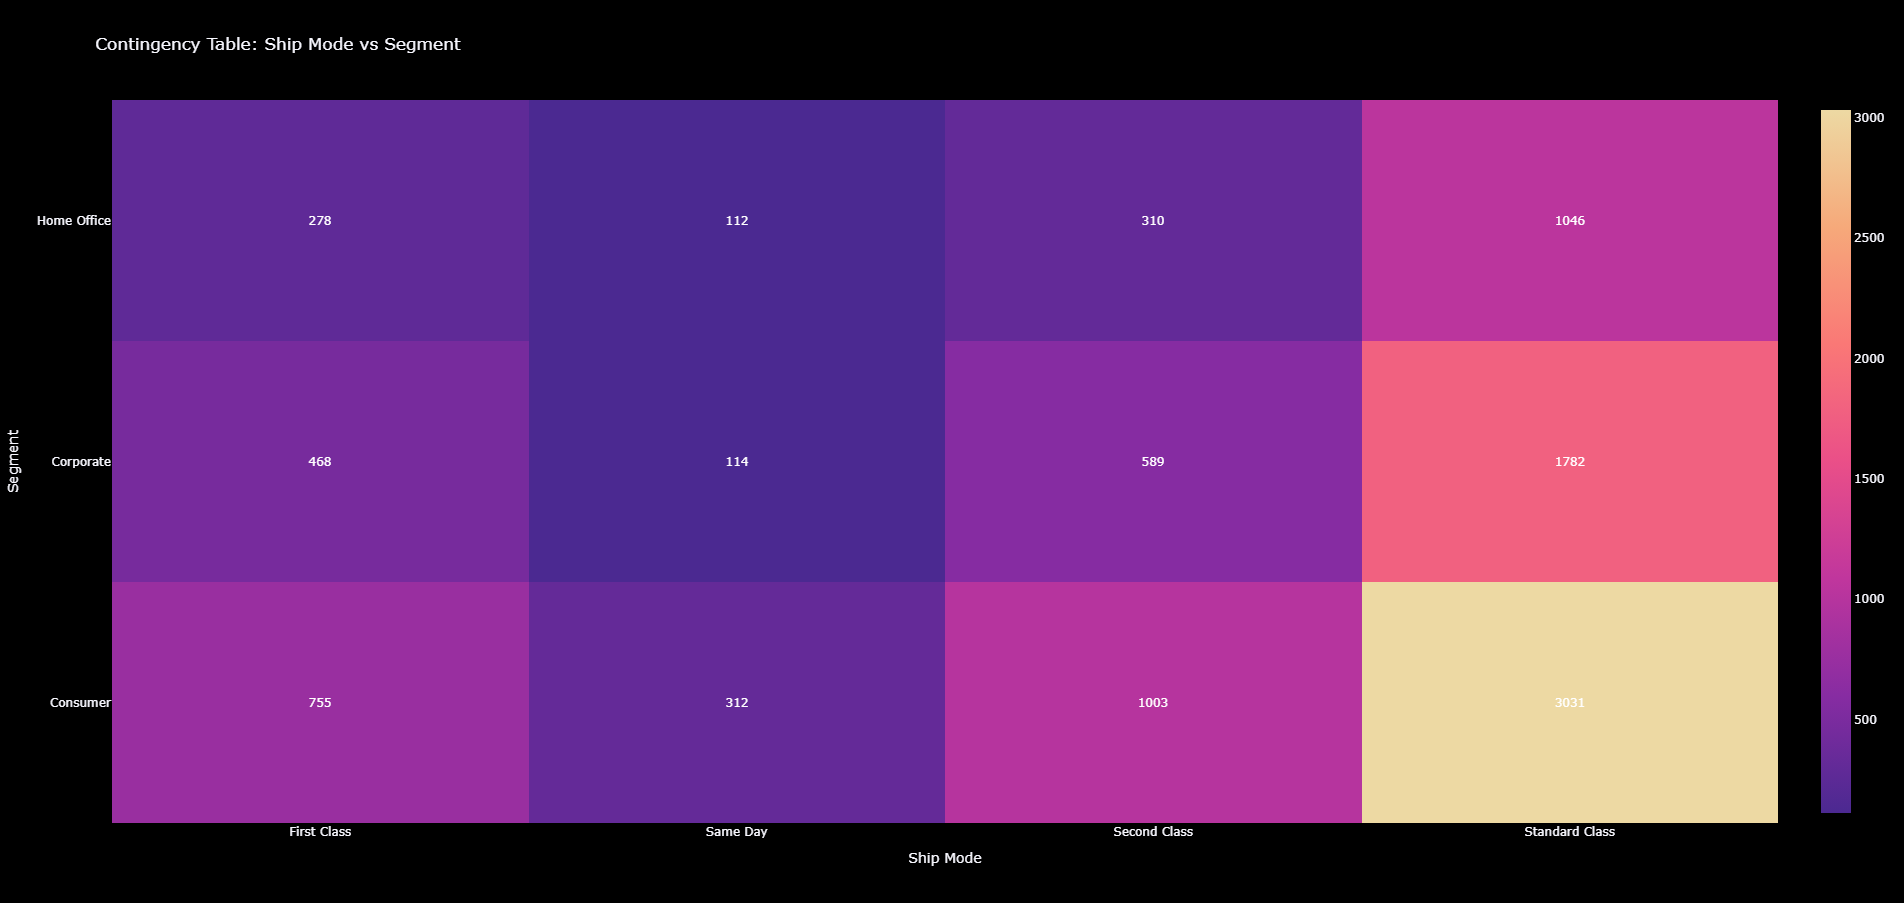 Contingency Table: Ship Mode vs Segment
3000
2500
2000
1500
1000
500
Segment
Home Office 278 112 310 1046
Corporate 468 114 589 1782
Consumer 755 312 1003 3031
First Class Same Day Second Class Standard Class
Ship Mode